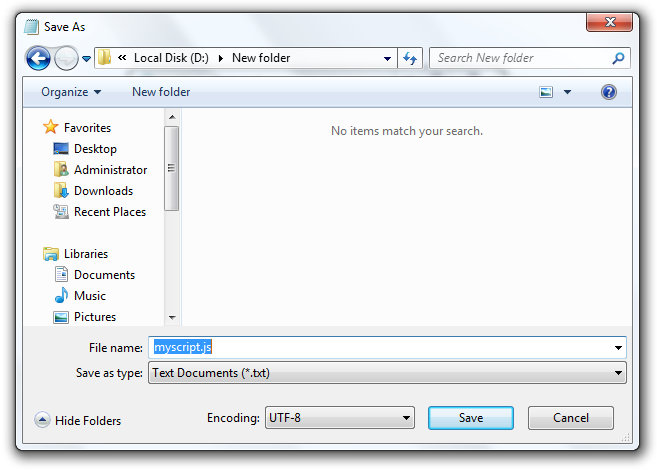 Save As
« Local Disk (D:) New folder
Search New folder
Organize New folder
Favorites
Desktop
Administrator
Downloads
Recent Places
Libraries
Documents
Music
Pictures
No items match your search.
File name: myscript.js
Save as type: Text Documents (*.txt)
Hide Folders Encoding: UTF-8 Save Cancel